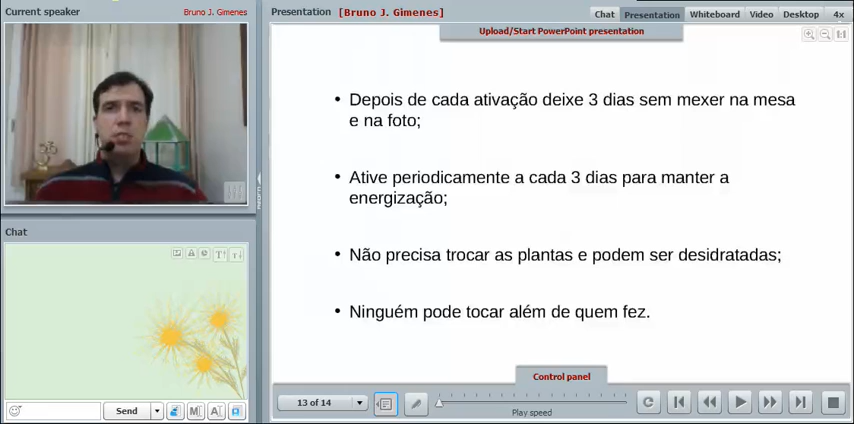 Current speaker
Bruno J. Gimenes
Presentation
[Bruno J. Gimenes]
Chat
Presentation
Whiteboard
Video
Desktop
4x
Upload/Start PowerPoint presentation
1:1
• Depois de cada ativação deixe 3 dias sem mexer na mesa
e na foto;
• Ative periodicamente a cada 3 dias para manter a
energização;
• Não precisa trocar as plantas e podem ser desidratadas;
• Ninguém pode tocar além de quem fez.
Chat
Send
Control panel
13 of 14
Play speed